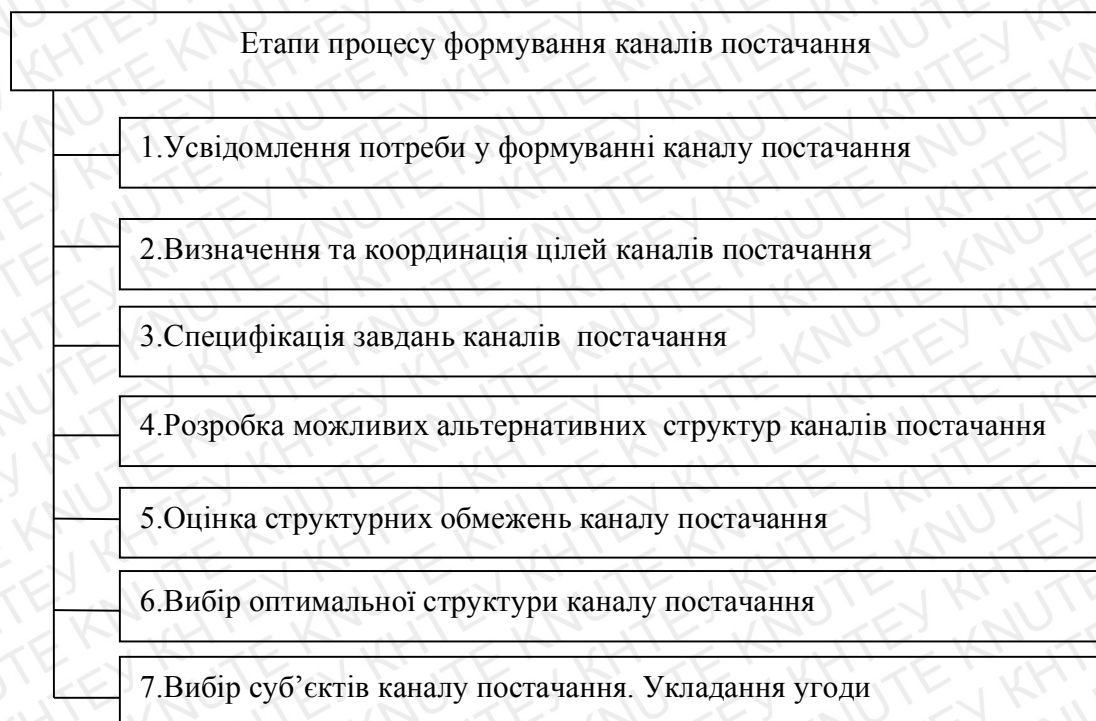 Етапи процесу формування каналів постачання
1.Усвідомлення потреби у формуванні каналу постачання
2.Визначення та координація цілей каналів постачання
3.Специфікація завдань каналів постачання
4.Розробка можливих альтернативних структур каналів постачання
5.Оцінка структурних обмежень каналу постачання
6.Вибір оптимальної структури каналу постачання
7.Вибір суб’єктів каналу постачання. Укладання угоди